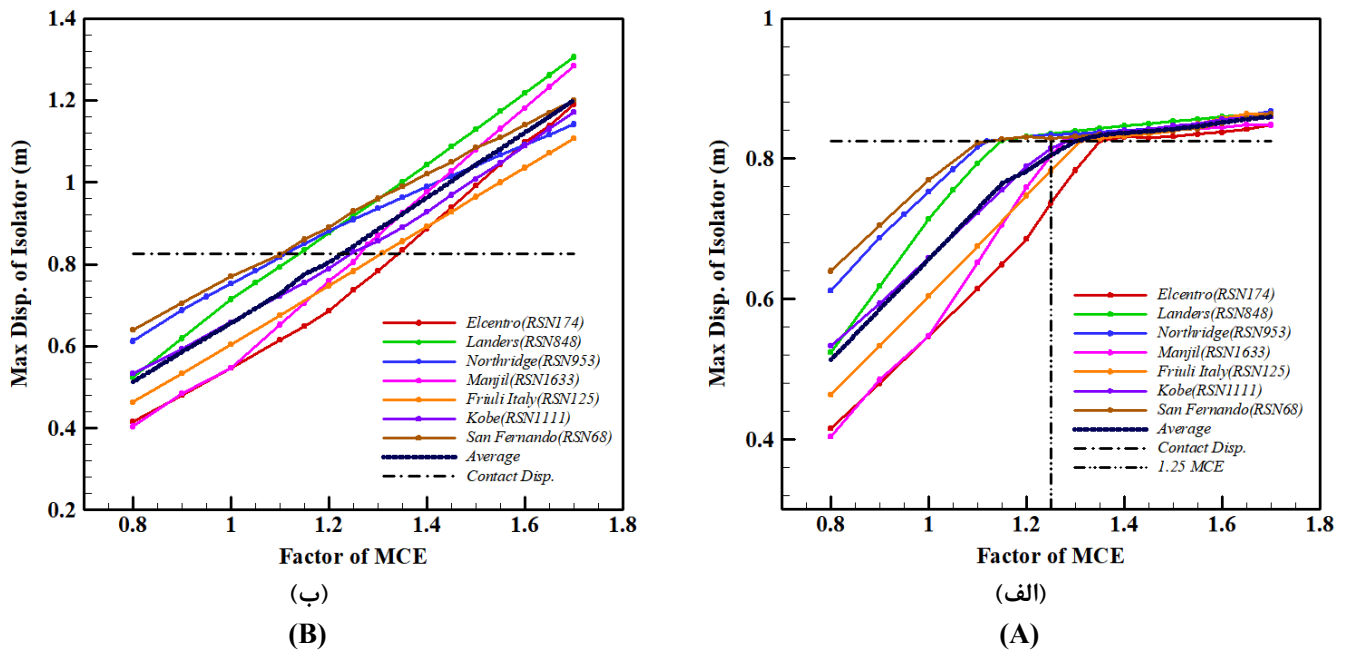 1.4
1.2
1
0.8
0.6
0.4
0.2
Max Disp. of Isolator (m)
Elcentro(RSN174)
Landers(RSN848)
Northridge(RSN953)
Manjil(RSN1633)
Friuli Italy(RSN125)
Kobe(RSN1111)
San Fernando(RSN68)
Average
Contact Disp.
0.8 1 1.2 1.4 1.6 1.8
Factor of MCE
(ب)
(B)
1
0.8
0.6
0.4
Max Disp. of Isolator (m)
Elcentro(RSN174)
Landers(RSN848)
Northridge(RSN953)
Manjil(RSN1633)
Friuli Italy(RSN125)
Kobe(RSN1111)
San Fernando(RSN68)
Average
Contact Disp.
1.25 MCE
0.8 1 1.2 1.4 1.6 1.8
Factor of MCE
(الف)
(A)